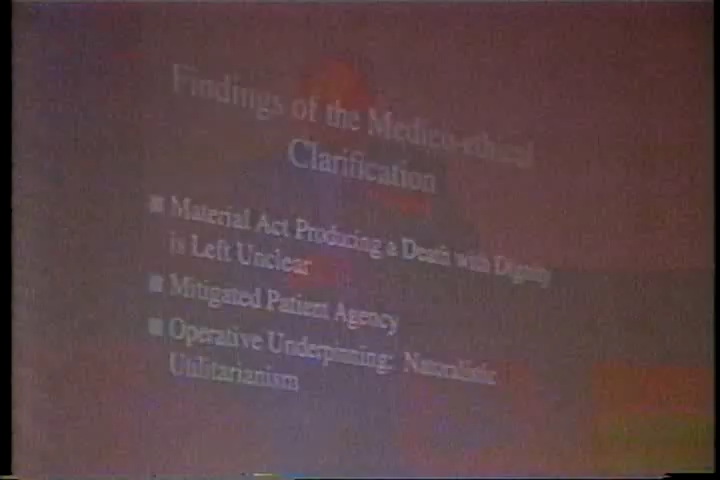 Findings of the Medico-ethical
Clarification
■ Material Act Producing a Death with Dignity
is Left Unclear
■ Mitigated Patient Agency
■ Operative Underpinning: Naturalistic
Utilitarianism